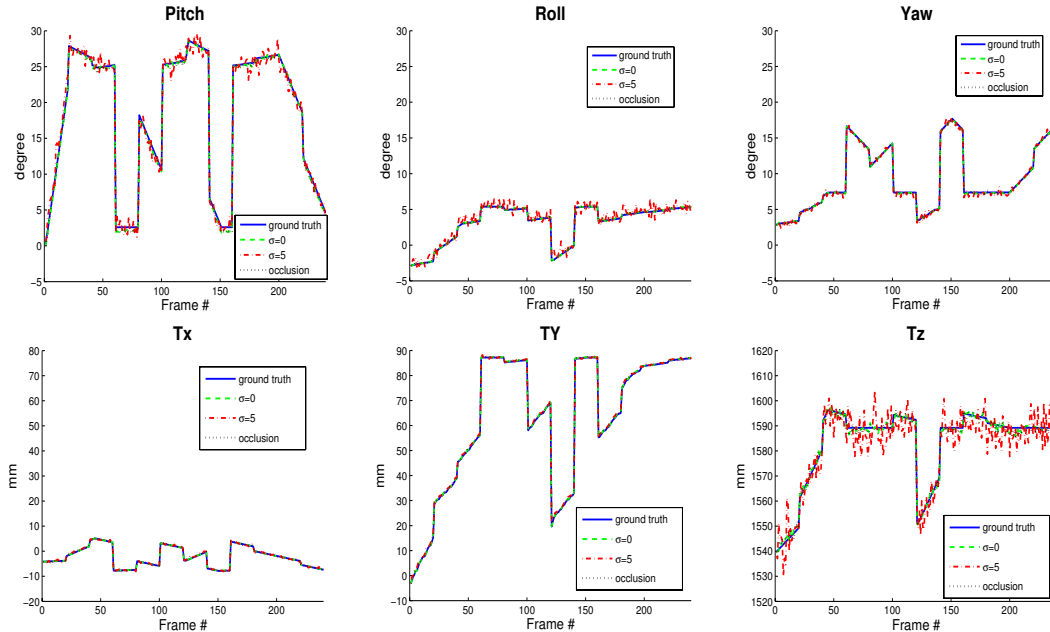 Pitch
30
25
20
15
10
5
0
−5
degree
0 50 100 150 200
Frame #
ground truth
σ=0
σ=5
occlusion
Roll
30
25
20
15
10
5
0
−5
degree
0 50 100 150 200
Frame #
ground truth
σ=0
σ=5
occlusion
Yaw
30
25
20
15
10
5
0
−5
degree
0 50 100 150 200
Frame #
ground truth
σ=0
σ=5
occlusion
Tx
80
70
60
50
40
30
20
10
0
−10
−20
mm
0 50 100 150 200
Frame #
ground truth
σ=0
σ=5
occlusion
TY
90
80
70
60
50
40
30
20
10
0
−10
mm
0 50 100 150 200
Frame #
ground truth
σ=0
σ=5
occlusion
Tz
1620
1610
1600
1590
1580
1570
1560
1550
1540
1530
1520
mm
0 50 100 150 200
Frame #
ground truth
σ=0
σ=5
occlusion